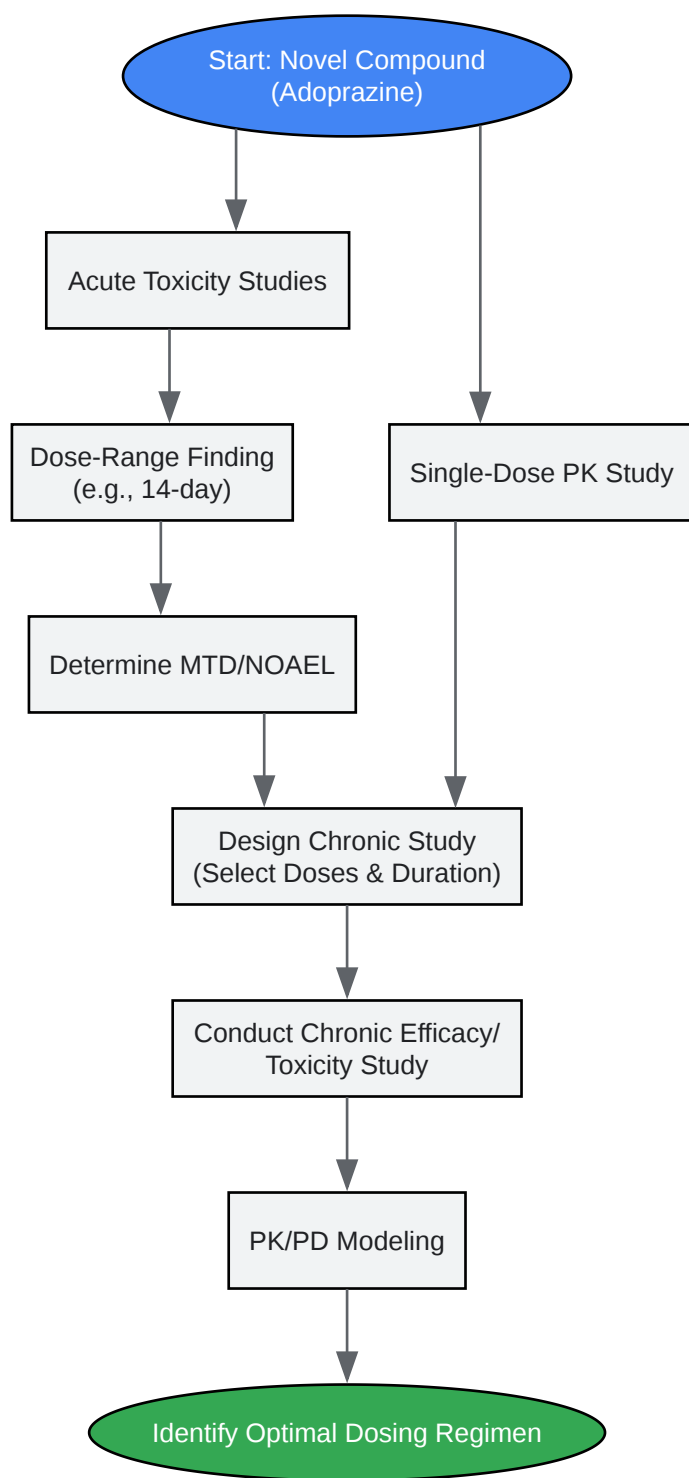 Start: Novel Compound
(Adoprazine)
Acute Toxicity Studies
Dose-Range Finding
(e.g., 14-day)
Single-Dose PK Study
Determine MTD/NOAEL
Design Chronic Study
(Select Doses & Duration)
Conduct Chronic Efficacy/
Toxicity Study
PK/PD Modeling
Identify Optimal Dosing Regimen